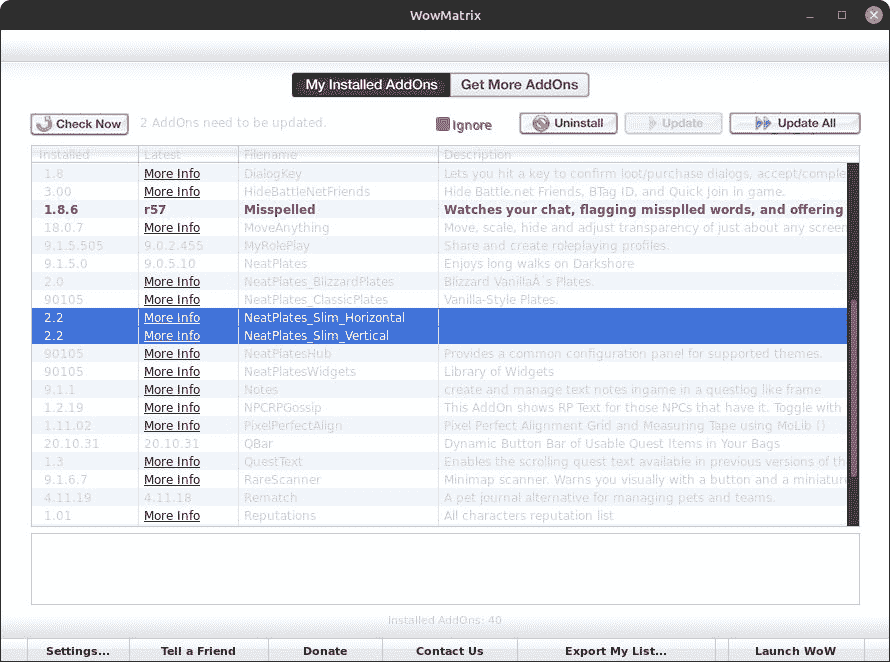 WowMatrix
My Installed AddOns Get More AddOns
Check Now 2 AddOns need to be updated. Ignore Uninstall Update Update All
Installed Latest Filename Description
1.8 More Info DialogKey Lets you hit a key to confirm loot/purchase dialogs, accept/comple
3.00 More Info HideBattleNetFriends Hide Battle.net Friends, BTag ID, and Quick Join in game.
1.8.6 r57 Misspelled Watches your chat, flagging missplled words, and offering
18.0.7 More Info MoveAnything Move, scale, hide and adjust transparency of just about any screen
9.1.5.505 9.0.2.455 MyRolePlay Share and create roleplaying profiles.
9.1.5.0 9.0.5.10 NeatPlates Enjoys long walks on Darkshore
2.0 More Info NeatPlates_BlizzardPlates Blizzard VanillaÂ´s Plates.
90105 More Info NeatPlates_ClassicPlates Vanilla-Style Plates.
2.2 More Info NeatPlates_Slim_Horizontal
2.2 More Info NeatPlates_Slim_Vertical
90105 More Info NeatPlatesHub Provides a common configuration panel for supported themes.
90105 More Info NeatPlatesWidgets Library of Widgets
9.1.1 More Info Notes create and manage text notes ingame in a questlog like frame
1.2.19 More Info NPCRPGossip This AddOn shows RP Text for those NPCs that have it. Toggle with
1.11.02 More Info PixelPerfectAlign Pixel Perfect Alignment Grid and Measuring Tape using MoLib ()
20.10.31 20.10.31 QBar Dynamic Button Bar of Usable Quest Items in Your Bags
1.3 More Info QuestText Enables the scrolling quest text available in previous versions of th
9.1.6.7 More Info RareScanner Minimap scanner. Warns you visually with a button and a miniature
4.11.19 4.11.18 Rematch A pet journal alternative for managing pets and teams.
1.01 More Info Reputations All characters reputation list
Installed AddOns: 40
Settings... Tell a Friend Donate Contact Us Export My List... Launch WoW